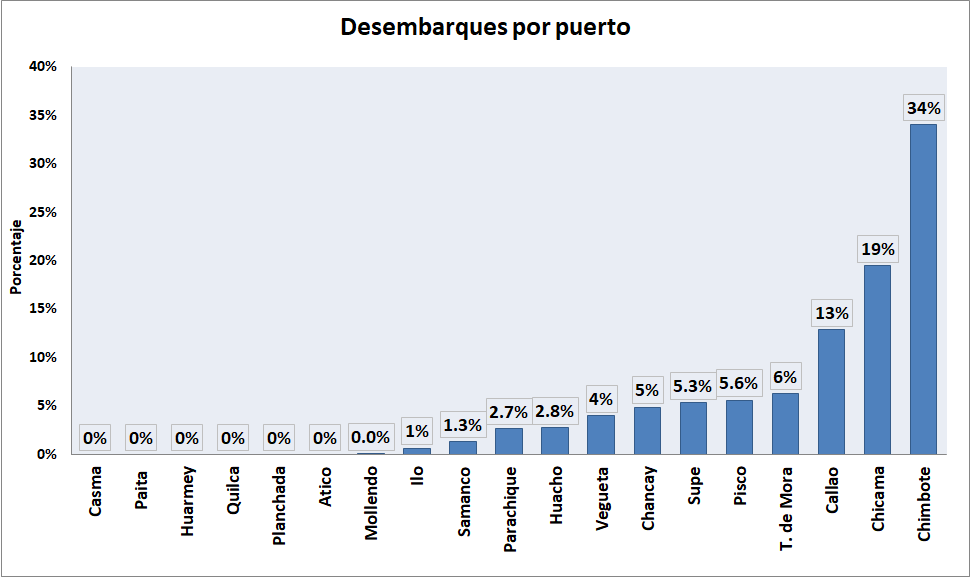 Desembarques por puerto
Porcentaje
40%
35%
30%
25%
20%
15%
10%
5%
0%
0%
0%
0%
0%
0%
0%
0.0%
1%
1.3%
2.7%
2.8%
4%
5%
5.3%
5.6%
6%
13%
19%
34%
Casma
Paita
Huarmey
Quilca
Planchada
Atico
Mollendo
Ilo
Samanco
Parachique
Huacho
Vegueta
Chancay
Supe
Pisco
T. de Mora
Callao
Chicama
Chimbote